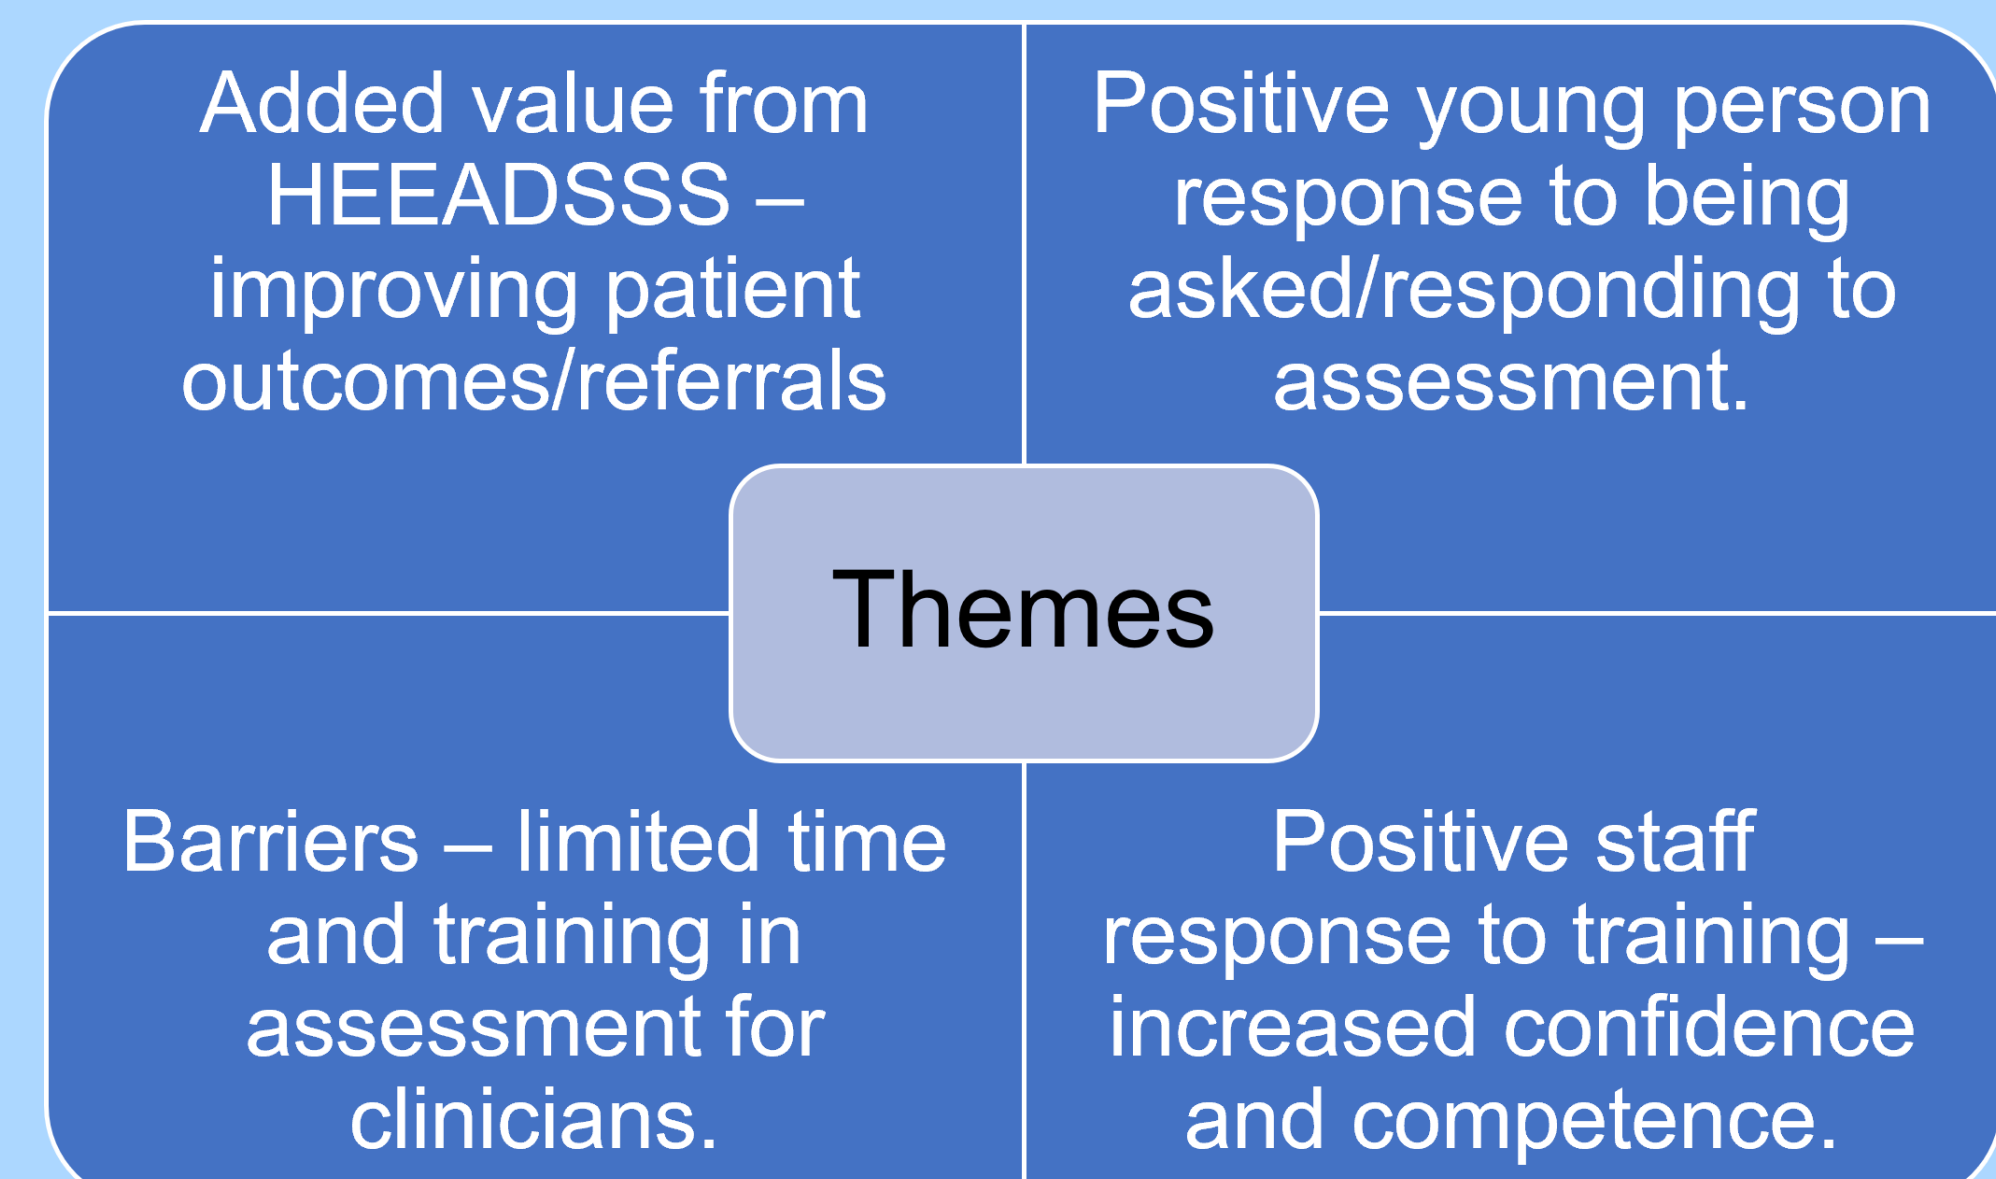 Added value from
HEEADSSS –
improving patient
outcomes/referrals
Positive young person
response to being
asked/responding to
assessment.
Themes
Barriers – limited time
and training in
assessment for
clinicians.
Positive staff
response to training –
increased confidence
and competence.